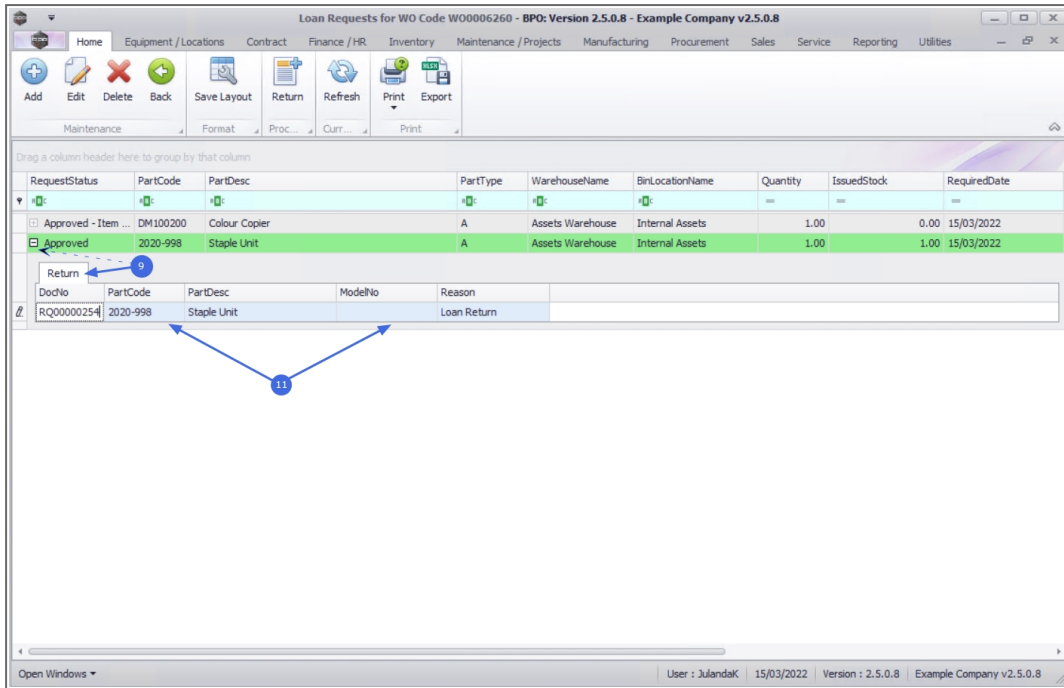 Loan Requests for WO Code WO00006260 - BPO: Version 2.5.0.8 - Example Company v2.5.0.8
Home Equipment / Locations Contract Finance / HR Inventory Maintenance / Projects Manufacturing Procurement Sales Service Reporting Utilities
Add Edit Delete Back Save Layout Return Refresh Print Export
Maintenance Format Proc... Curr... Print
Drag a column header here to group by that column
RequestStatus PartCode PartDesc PartType WarehouseName BinLocationName Quantity IssuedStock RequiredDate
Approved - Item ... DM100200 Colour Copier A Assets Warehouse Internal Assets 1.00 0.00 15/03/2022
Approved 2020-998 Staple Unit A Assets Warehouse Internal Assets 1.00 1.00 15/03/2022
Return 9
DocNo PartCode PartDesc ModelNo Reason
RQ00000254 2020-998 Staple Unit Loan Return
11
Open Windows User : JulandaK 15/03/2022 Version : 2.5.0.8 Example Company v2.5.0.8